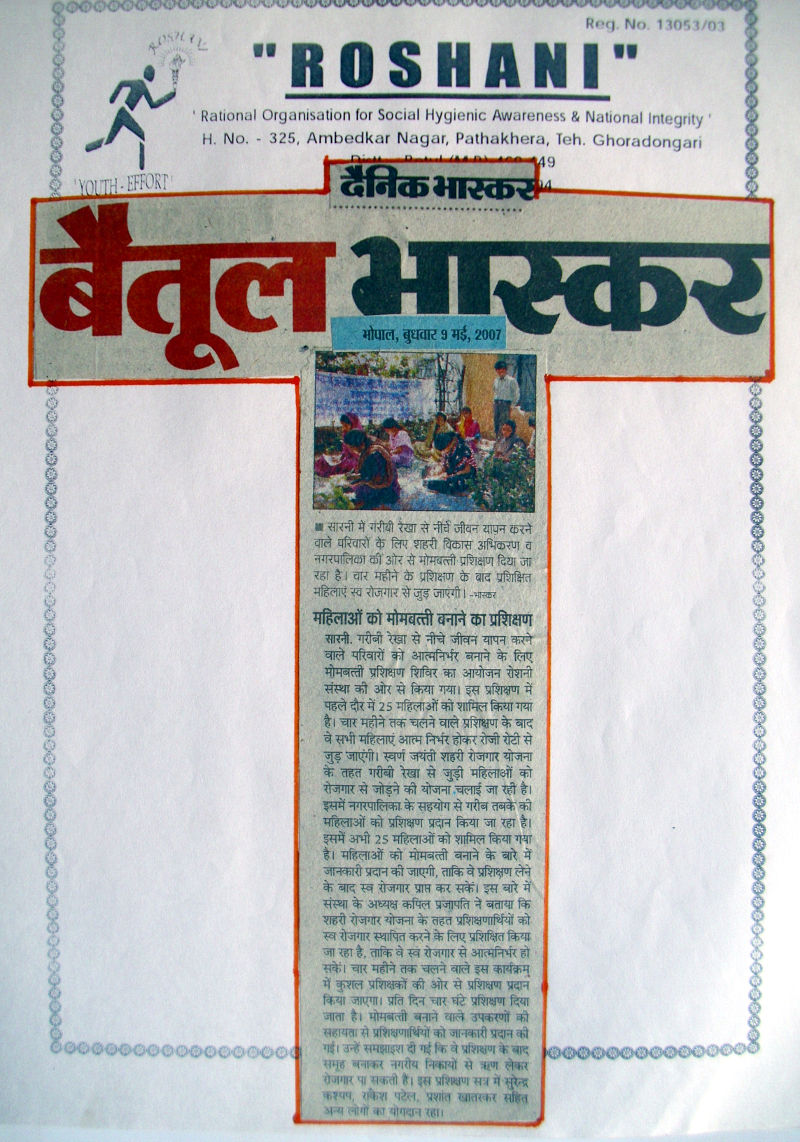 Reg. No. 13053/03
ROSHANI
"ROSHANI"
' Rational Organisation for Social Hygienic Awareness & National Integrity '
H. No. - 325, Ambedkar Nagar, Pathakhera, Teh. Ghoradongari
'YOUTH - EFFORT'
दैनिक भास्कर
बैतूल भास्कर
भोपाल, बुधवार 9 मई, 2007
■ सारनी में गरीबी रेखा से नीचे जीवन यापन करने
वाले परिवारों के लिए शहरी विकास अभिकरण व
नगरपालिका की ओर से मोमबत्ती प्रशिक्षण दिया जा
रहा है। चार महीने के प्रशिक्षण के बाद प्रशिक्षित
महिलाएं स्व रोजगार से जुड़ जाएंगी। -भास्कर
महिलाओं को मोमबत्ती बनाने का प्रशिक्षण
सारनी. गरीबी रेखा से नीचे जीवन यापन करने
वाले परिवारों को आत्मनिर्भर बनाने के लिए
मोमबत्ती प्रशिक्षण शिविर का आयोजन रोशनी
संस्था की ओर से किया गया। इस प्रशिक्षण में
पहले दौर में 25 महिलाओं को शामिल किया गया
है। चार महीने तक चलने वाले प्रशिक्षण के बाद
वे सभी महिलाएं आत्म निर्भर होकर रोजी रोटी से
जुड़ जाएंगी। स्वर्ण जयंती शहरी रोजगार योजना
के तहत गरीबी रेखा से जुड़ी महिलाओं को
रोजगार से जोड़ने की योजना चलाई जा रही है।
इसमें नगरपालिका के सहयोग से गरीब तबके की
महिलाओं को प्रशिक्षण प्रदान किया जा रहा है।
इसमें अभी 25 महिलाओं को शामिल किया गया
है। महिलाओं को मोमबत्ती बनाने के बारे में
जानकारी प्रदान की जाएगी, ताकि वे प्रशिक्षण लेने
के बाद स्व रोजगार प्राप्त कर सकें। इस बारे में
संस्था के अध्यक्ष कपिल प्रजापति ने बताया कि
शहरी रोजगार योजना के तहत प्रशिक्षणार्थियों को
स्व रोजगार स्थापित करने के लिए प्रशिक्षित किया
जा रहा है, ताकि वे स्व रोजगार से आत्मनिर्भर हो
सकें। चार महीने तक चलने वाले इस कार्यक्रम
में कुशल प्रशिक्षकों की ओर से प्रशिक्षण प्रदान
किया जाएगा। प्रति दिन चार घंटे प्रशिक्षण दिया
जाता है। मोमबत्ती बनाने वाले उपकरणों की
सहायता से प्रशिक्षणार्थियों को जानकारी प्रदान की
गई। उन्हें समझाइश दी गई कि वे प्रशिक्षण के बाद
समूह बनाकर नगरीय निकायों से ऋण लेकर
रोजगार पा सकती हैं। इस प्रशिक्षण सत्र में सुरेन्द्र
कश्यप, राकेश पटेल, प्रशांत खातरकर सहित
अन्य लोगों का योगदान रहा।